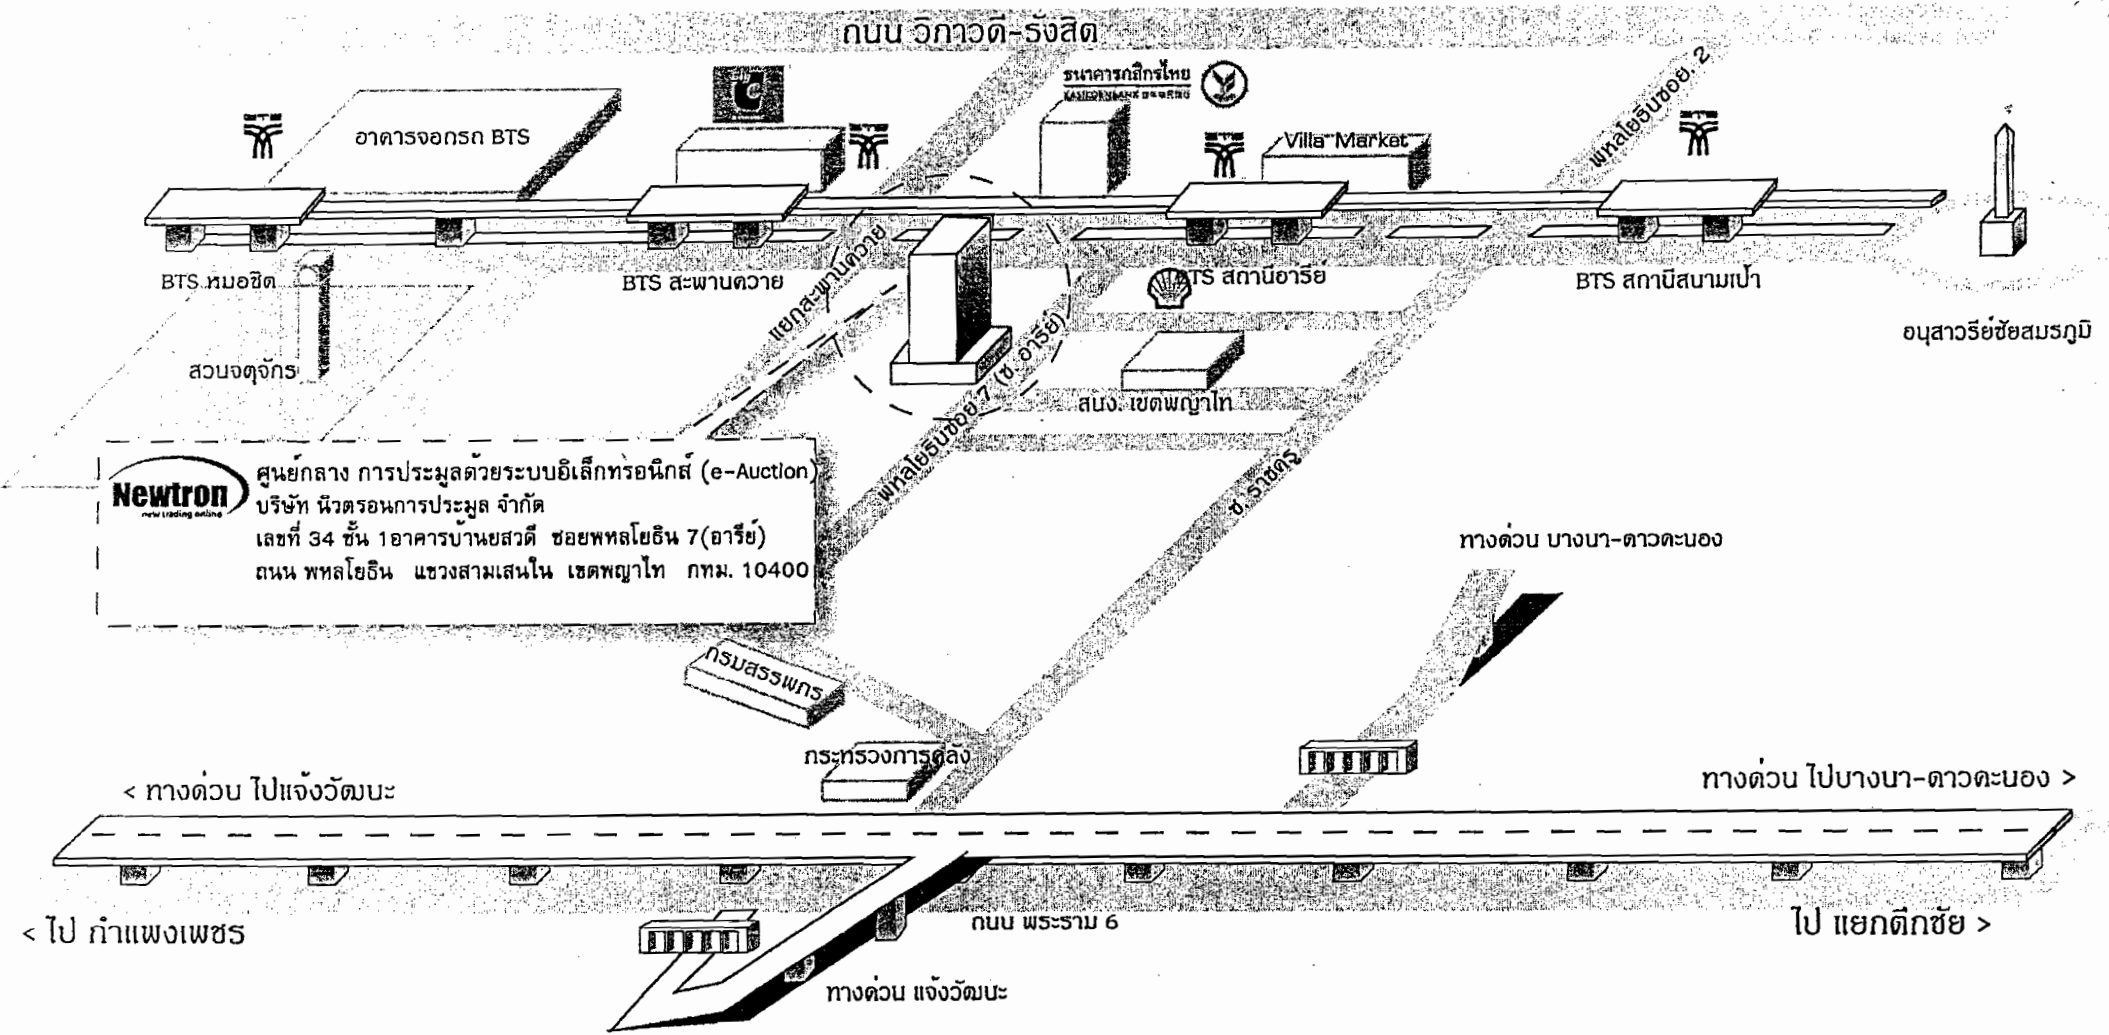 ถนน วิภาวดี-รังสิต
ธนาคารกสิกรไทย
พหลโยธินซอย. 2
อาคารจอดรถ BTS
Villa Market
BTS หมอชิต
BTS สะพานควาย
BTS สถานีอารีย์
BTS สถานีสนามเป้า
แยกสะพานควาย
อนุสาวรีย์ชัยสมรภูมิ
สวนจตุจักร
สนง. เขตพญาไท
พหลโยธินซอย 7 (ซ. อารีย์)
ซ. ราชครู
Newtron
new trading online
ศูนย์กลาง การประมูลด้วยระบบอิเล็กทรอนิกส์ (e-Auction)
บริษัท นิวตรอนการประมูล จำกัด
เลขที่ 34 ชั้น 1อาคารบ้านยสวดี ซอยพหลโยธิน 7(อารีย์)
ถนน พหลโยธิน แขวงสามเสนใน เขตพญาไท กทม. 10400
ทางด่วน บางนา-ดาวคะนอง
กรมสรรพกร
กระทรวงการคลัง
< ทางด่วน ไปแจ้งวัฒนะ
ทางด่วน ไปบางนา-ดาวคะนอง >
< ไป กำแพงเพชร
ถนน พระราม 6
ไป แยกตึกชัย >
ทางด่วน แจ้งวัฒนะ